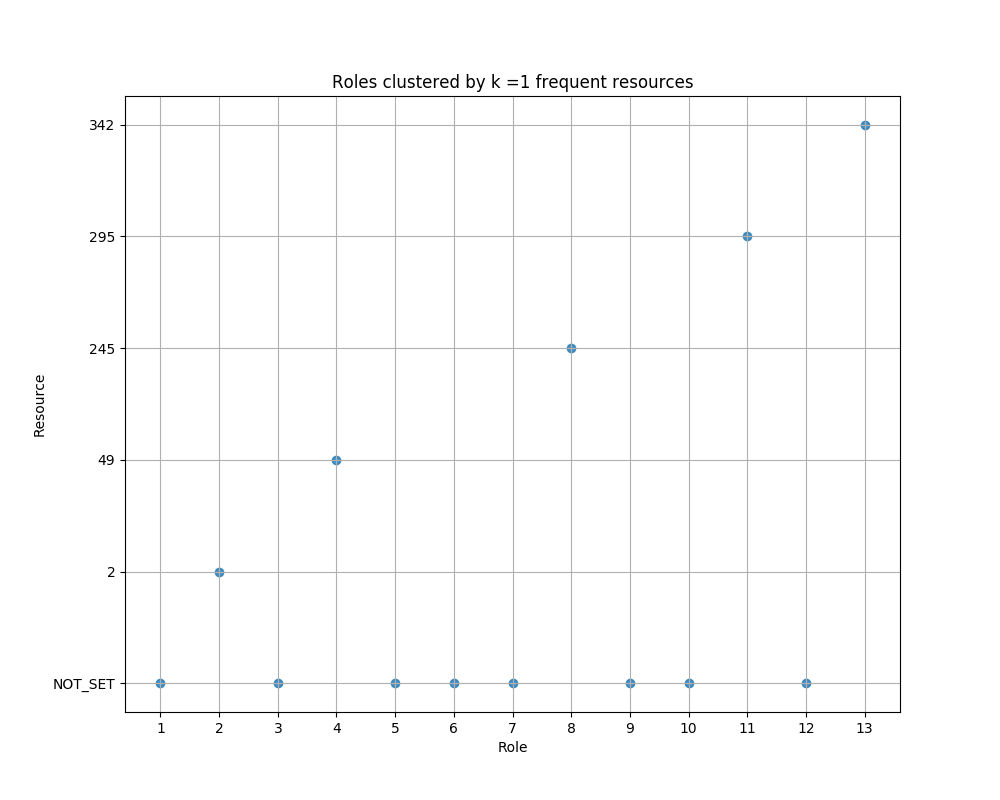 Roles clustered by k =1 frequent resources
342
295
245
49
2
NOT_SET
1 2 3 4 5 6 7 8 9 10 11 12 13
Role
Resource